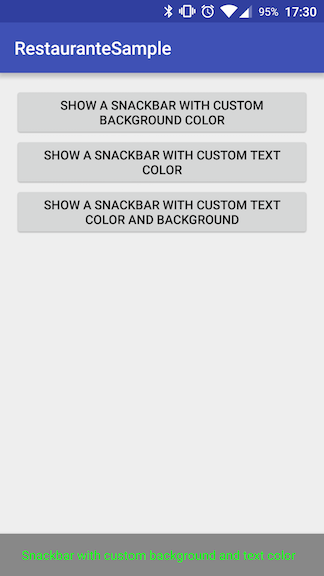 95% 17:30
RestauranteSample
SHOW A SNACKBAR WITH CUSTOM
BACKGROUND COLOR
SHOW A SNACKBAR WITH CUSTOM TEXT
COLOR
SHOW A SNACKBAR WITH CUSTOM TEXT
COLOR AND BACKGROUND
Snackbar with custom background and text color